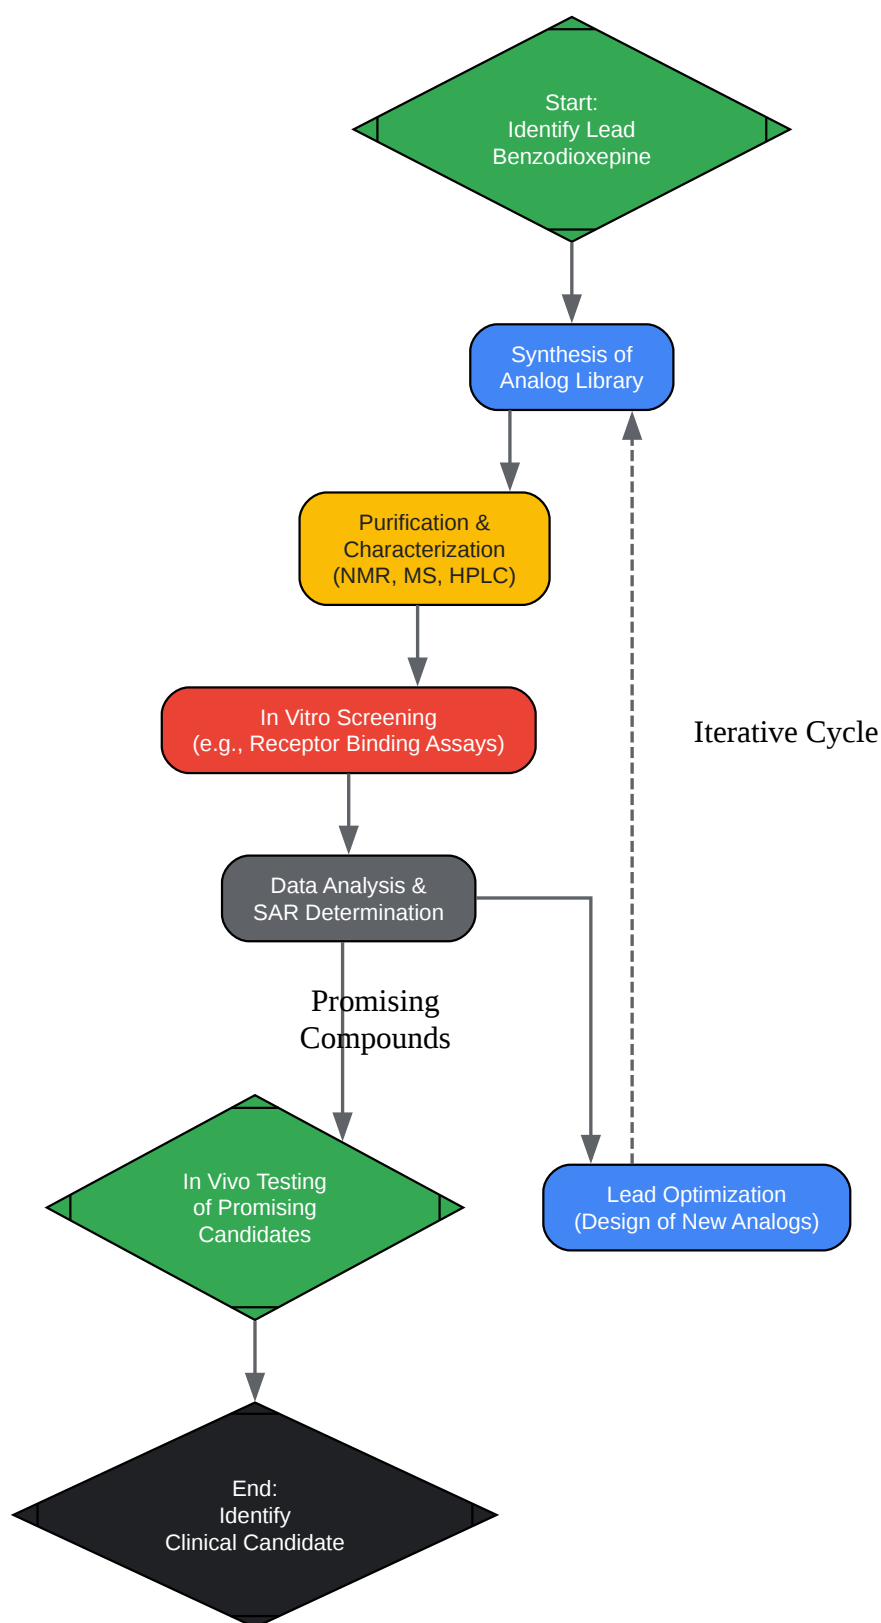 Start:
Identify Lead
Benzodioxepine
Synthesis of
Analog Library
Purification &
Characterization
(NMR, MS, HPLC)
In Vitro Screening
(e.g., Receptor Binding Assays)
Iterative Cycle
Data Analysis &
SAR Determination
Promising
Compounds
In Vivo Testing
of Promising
Candidates
Lead Optimization
(Design of New Analogs)
End:
Identify
Clinical Candidate